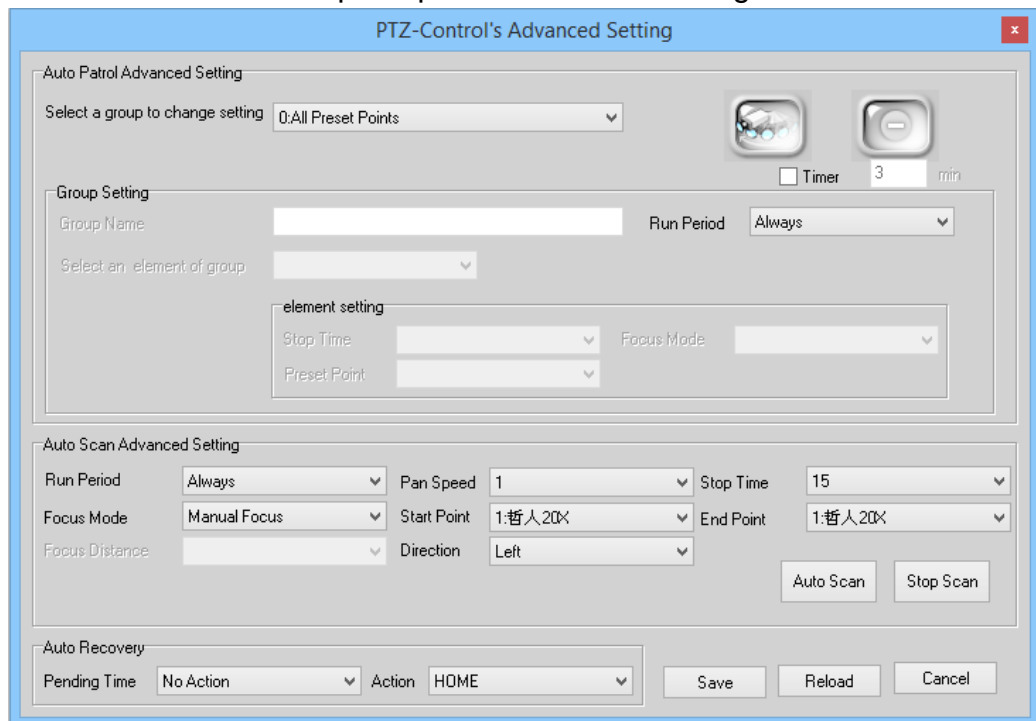 PTZ-Control's Advanced Setting
x
Auto Patrol Advanced Setting
Select a group to change setting 0:All Preset Points
Timer 3 min
Group Setting
Group Name Run Period Always
Select an element of group
element setting
Stop Time Focus Mode
Preset Point
Auto Scan Advanced Setting
Run Period Always Pan Speed 1 Stop Time 15
Focus Mode Manual Focus Start Point 1:哲人20X End Point 1:哲人20X
Focus Distance Direction Left
Auto Scan Stop Scan
Auto Recovery
Pending Time No Action Action HOME Save Reload Cancel